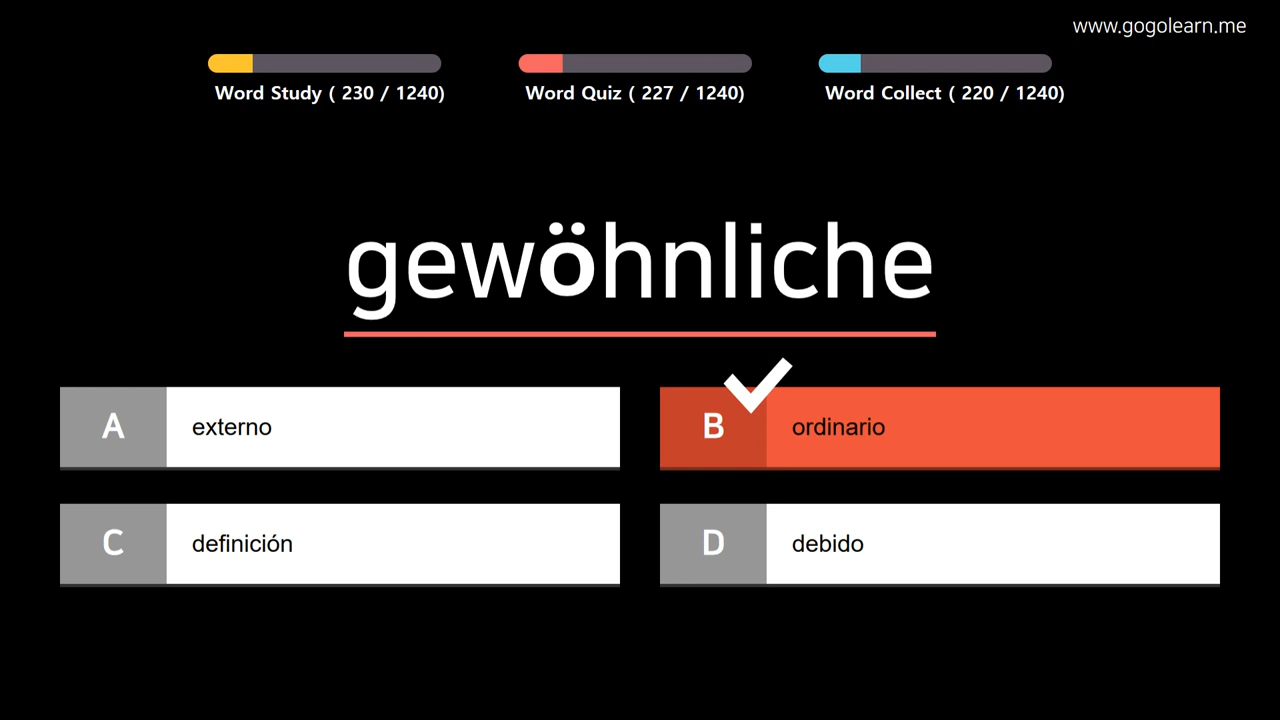 www.gogolearn.me
Word Study ( 230 / 1240)
Word Quiz ( 227 / 1240)
Word Collect ( 220 / 1240)
gewöhnliche
A externo
B ordinario
C definición
D debido